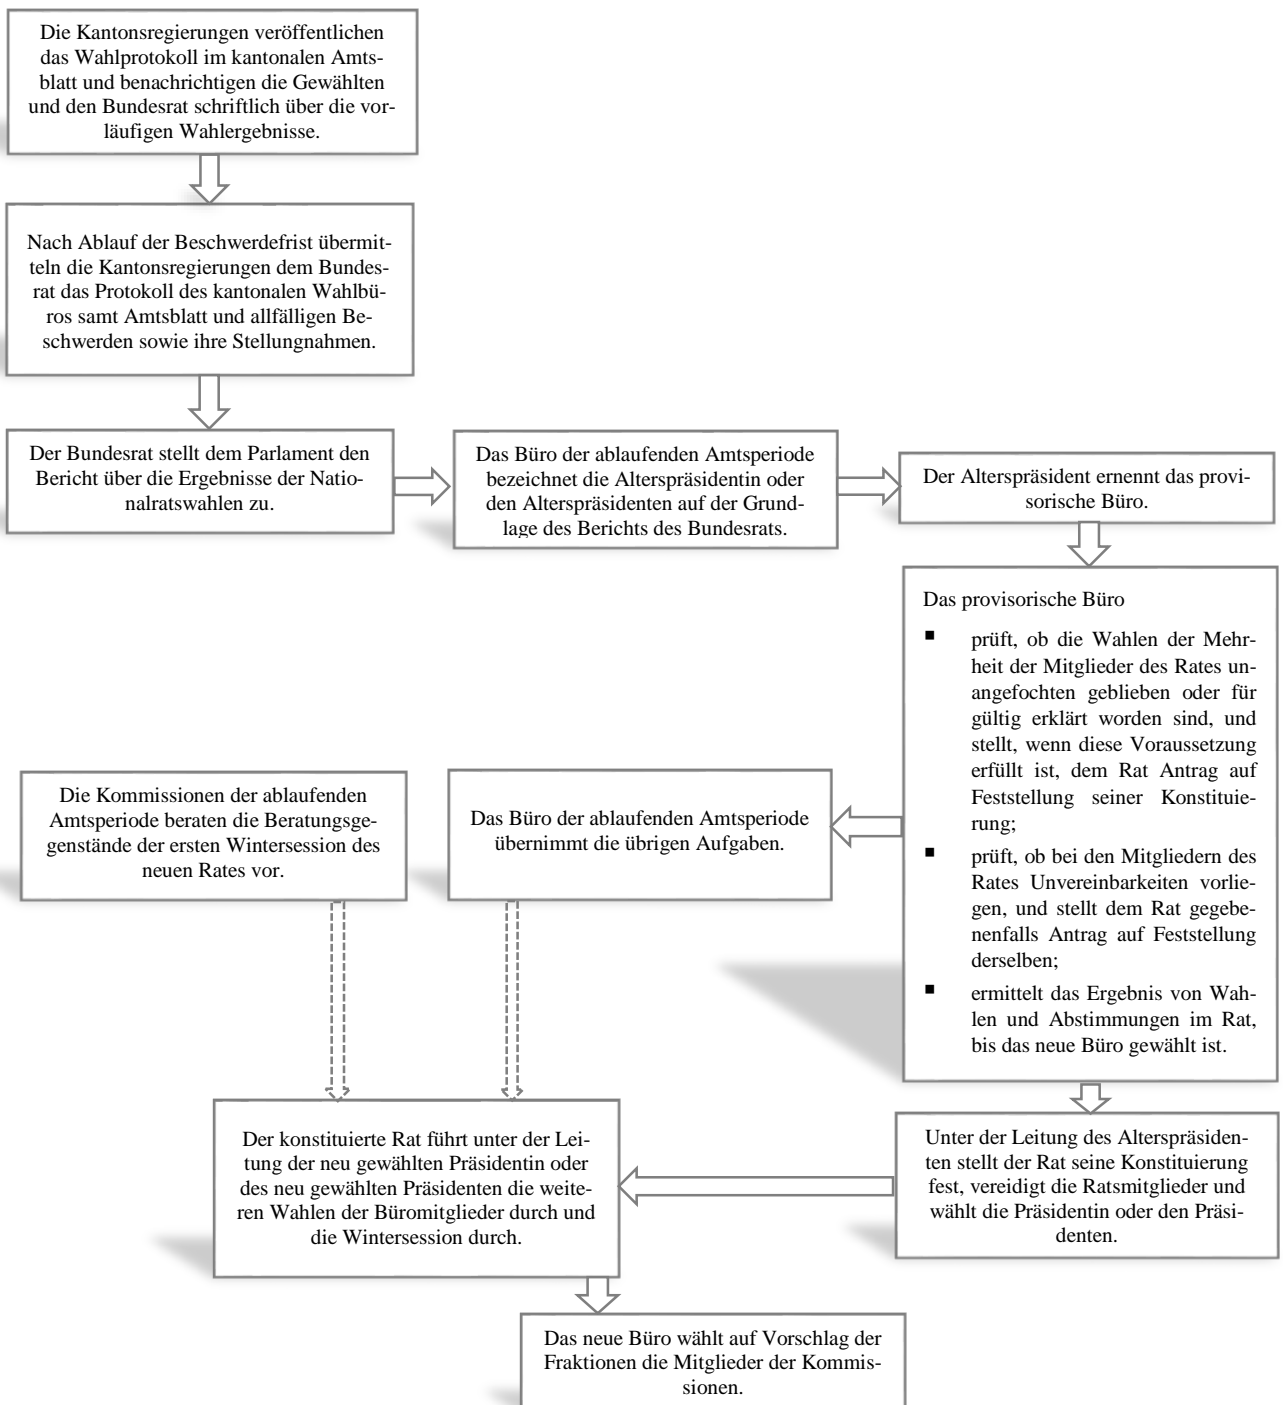 Die Kantonsregierungen veröffentlichen
das Wahlprotokoll im kantonalen Amts-
blatt und benachrichtigen die Gewählten
und den Bundesrat schriftlich über die vor-
läufigen Wahlergebnisse.
Nach Ablauf der Beschwerdefrist übermit-
teln die Kantonsregierungen dem Bundes-
rat das Protokoll des kantonalen Wahlbü-
ros samt Amtsblatt und allfälligen Be-
schwerden sowie ihre Stellungnahmen.
Der Bundesrat stellt dem Parlament den
Bericht über die Ergebnisse der Natio-
nalratswahlen zu.
Das Büro der ablaufenden Amtsperiode
bezeichnet die Alterspräsidentin oder
den Alterspräsidenten auf der Grund-
lage des Berichts des Bundesrats.
Der Alterspräsident ernennt das provi-
sorische Büro.
Das provisorische Büro
▪ prüft, ob die Wahlen der Mehr-
heit der Mitglieder des Rates un-
angefochten geblieben oder für
gültig erklärt worden sind, und
stellt, wenn diese Voraussetzung
erfüllt ist, dem Rat Antrag auf
Feststellung seiner Konstituie-
rung;
▪ prüft, ob bei den Mitgliedern des
Rates Unvereinbarkeiten vorlie-
gen, und stellt dem Rat gegebe-
nenfalls Antrag auf Feststellung
derselben;
▪ ermittelt das Ergebnis von Wah-
len und Abstimmungen im Rat,
bis das neue Büro gewählt ist.
Die Kommissionen der ablaufenden
Amtsperiode beraten die Beratungsge-
genstände der ersten Wintersession des
neuen Rates vor.
Das Büro der ablaufenden Amtsperiode
übernimmt die übrigen Aufgaben.
Unter der Leitung des Alterspräsiden-
ten stellt der Rat seine Konstituierung
fest, vereidigt die Ratsmitglieder und
wählt die Präsidentin oder den Präsi-
denten.
Der konstituierte Rat führt unter der Lei-
tung der neu gewählten Präsidentin oder
des neu gewählten Präsidenten die weite-
ren Wahlen der Büromitglieder durch und
die Wintersession durch.
Das neue Büro wählt auf Vorschlag der
Fraktionen die Mitglieder der Kommis-
sionen.